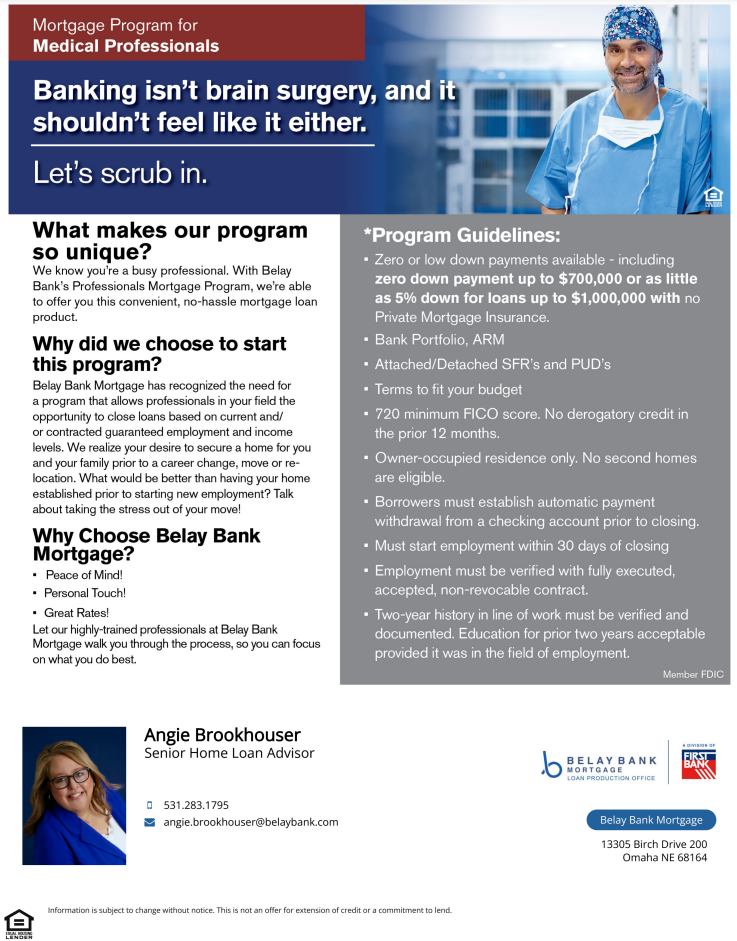 Mortgage Program for
Medical Professionals
Banking isn't brain surgery, and it
shouldn't feel like it either.
Let's scrub in.
What makes our program
so unique?
We know you're a busy professional. With Belay
Bank's Professionals Mortgage Program, we're able
to offer you this convenient, no-hassle mortgage loan
product.
Why did we choose to start
this program?
Belay Bank Mortgage has recognized the need for
a program that allows professionals in your field the
opportunity to close loans based on current and/
or contracted guaranteed employment and income
levels. We realize your desire to secure a home for you
and your family prior to a career change, move or re-
location. What would be better than having your home
established prior to starting new employment? Talk
about taking the stress out of your move!
Why Choose Belay Bank
Mortgage?
▪ Peace of Mind!
▪ Personal Touch!
▪ Great Rates!
Let our highly-trained professionals at Belay Bank
Mortgage walk you through the process, so you can focus
on what you do best.
*Program Guidelines:
▪ Zero or low down payments available - including
zero down payment up to $700,000 or as little
as 5% down for loans up to $1,000,000 with no
Private Mortgage Insurance.
▪ Bank Portfolio, ARM
▪ Attached/Detached SFR's and PUD's
▪ Terms to fit your budget
▪ 720 minimum FICO score. No derogatory credit in
the prior 12 months.
▪ Owner-occupied residence only. No second homes
are eligible.
▪ Borrowers must establish automatic payment
withdrawal from a checking account prior to closing.
▪ Must start employment within 30 days of closing
▪ Employment must be verified with fully executed,
accepted, non-revocable contract.
▪ Two-year history in line of work must be verified and
documented. Education for prior two years acceptable
provided it was in the field of employment.
Member FDIC
Angie Brookhouser
Senior Home Loan Advisor
531.283.1795
angie.brookhouser@belaybank.com
BELAY BANK
MORTGAGE
LOAN PRODUCTION OFFICE
A DIVISION OF
FIRST
BANK
Belay Bank Mortgage
13305 Birch Drive 200
Omaha NE 68164
EQUAL HOUSING
LENDER
Information is subject to change without notice. This is not an offer for extension of credit or a commitment to lend.